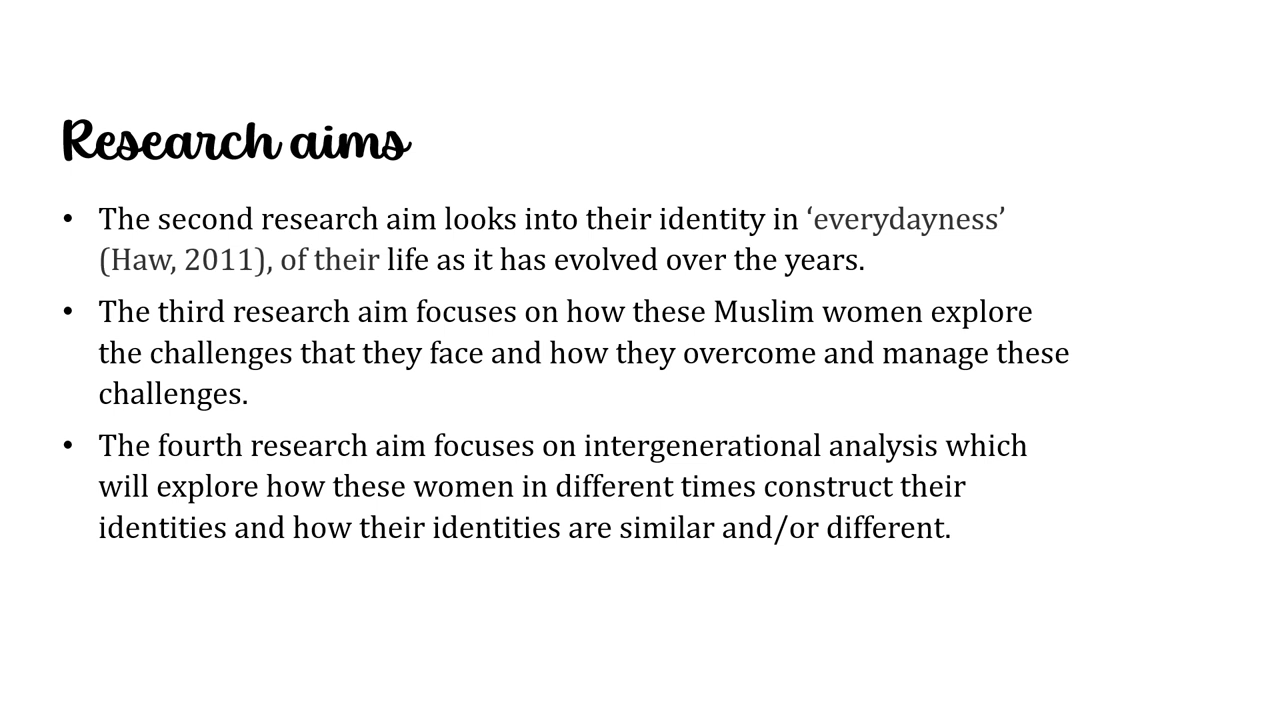 Research aims
• The second research aim looks into their identity in ‘everydayness’
(Haw, 2011), of their life as it has evolved over the years.
• The third research aim focuses on how these Muslim women explore
the challenges that they face and how they overcome and manage these
challenges.
• The fourth research aim focuses on intergenerational analysis which
will explore how these women in different times construct their
identities and how their identities are similar and/or different.